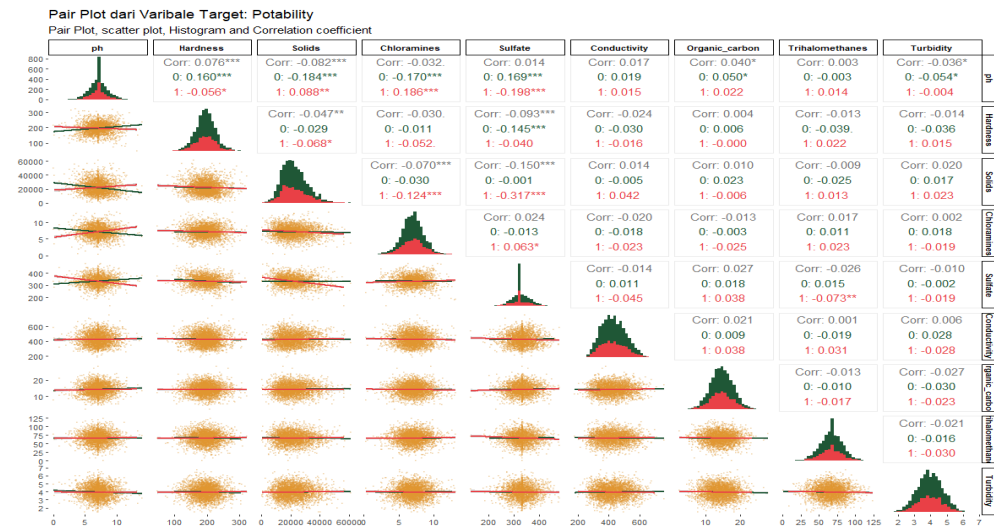 Pair Plot dari Varibale Target: Potability
Pair Plot, scatter plot, Histogram and Correlation coefficient
ph Hardness Solids Chloramines Sulfate Conductivity Organic_carbon Trihalomethanes Turbidity
800
600
400
200
0
Corr: 0.076*** Corr: -0.082*** Corr: -0.032. Corr: 0.014 Corr: 0.017 Corr: 0.040* Corr: 0.003 Corr: -0.036*
0: 0.160*** 0: -0.184*** 0: -0.170*** 0: 0.169*** 0: 0.019 0: 0.050* 0: -0.003 0: -0.054*
1: -0.056* 1: 0.088** 1: 0.186*** 1: -0.198*** 1: 0.015 1: 0.022 1: 0.014 1: -0.004
ph
300
200
100
Corr: -0.047** Corr: -0.030. Corr: -0.093*** Corr: -0.024 Corr: 0.004 Corr: -0.013 Corr: -0.014
0: -0.029 0: -0.011 0: -0.145*** 0: -0.030 0: 0.006 0: -0.039. 0: -0.036
1: -0.068* 1: -0.052. 1: -0.040 1: -0.016 1: -0.000 1: 0.022 1: 0.015
Hardness
60000
40000
20000
Corr: -0.070*** Corr: -0.150*** Corr: 0.014 Corr: 0.010 Corr: -0.009 Corr: 0.020
0: -0.030 0: -0.001 0: -0.005 0: 0.023 0: -0.025 0: 0.017
1: -0.124*** 1: -0.317*** 1: 0.042 1: -0.006 1: 0.013 1: 0.023
Solids
10
5
0
Corr: 0.024 Corr: -0.020 Corr: -0.013 Corr: 0.017 Corr: 0.002
0: -0.013 0: -0.018 0: -0.003 0: 0.011 0: 0.018
1: 0.063* 1: -0.023 1: -0.025 1: 0.023 1: -0.019
Chloramines
400
300
200
Corr: -0.014 Corr: 0.027 Corr: -0.026 Corr: -0.010
0: 0.011 0: 0.018 0: 0.015 0: -0.002
1: -0.045 1: 0.038 1: -0.073** 1: -0.019
Sulfate
600
400
200
Corr: 0.021 Corr: 0.001 Corr: 0.006
0: 0.009 0: -0.019 0: 0.028
1: 0.038 1: 0.031 1: -0.028
Conductivity
20
10
Corr: -0.013 Corr: -0.027
0: -0.010 0: -0.030
1: -0.017 1: -0.023
rganic_carbo
125
100
75
50
25
Corr: -0.021
0: -0.016
1: -0.030
halomethan
7
6
5
4
3
2
Turbidity
0 5 10 100 200 300 0 20000 40000 60000 5 10 200 300 400 200 400 600 10 20 0 25 50 75 100 125 2 3 4 5 6 7